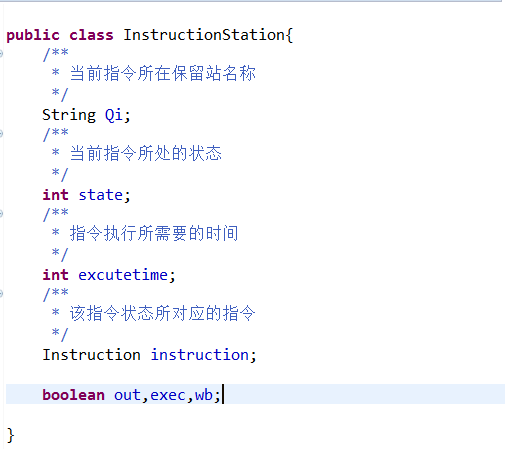 public class InstructionStation{
/**
* 当前指令所在保留站名称
*/
String Qi;
/**
* 当前指令所处的状态
*/
int state;
/**
* 指令执行所需要的时间
*/
int excutetime;
/**
* 该指令状态所对应的指令
*/
Instruction instruction;
boolean out,exec,wb;
}